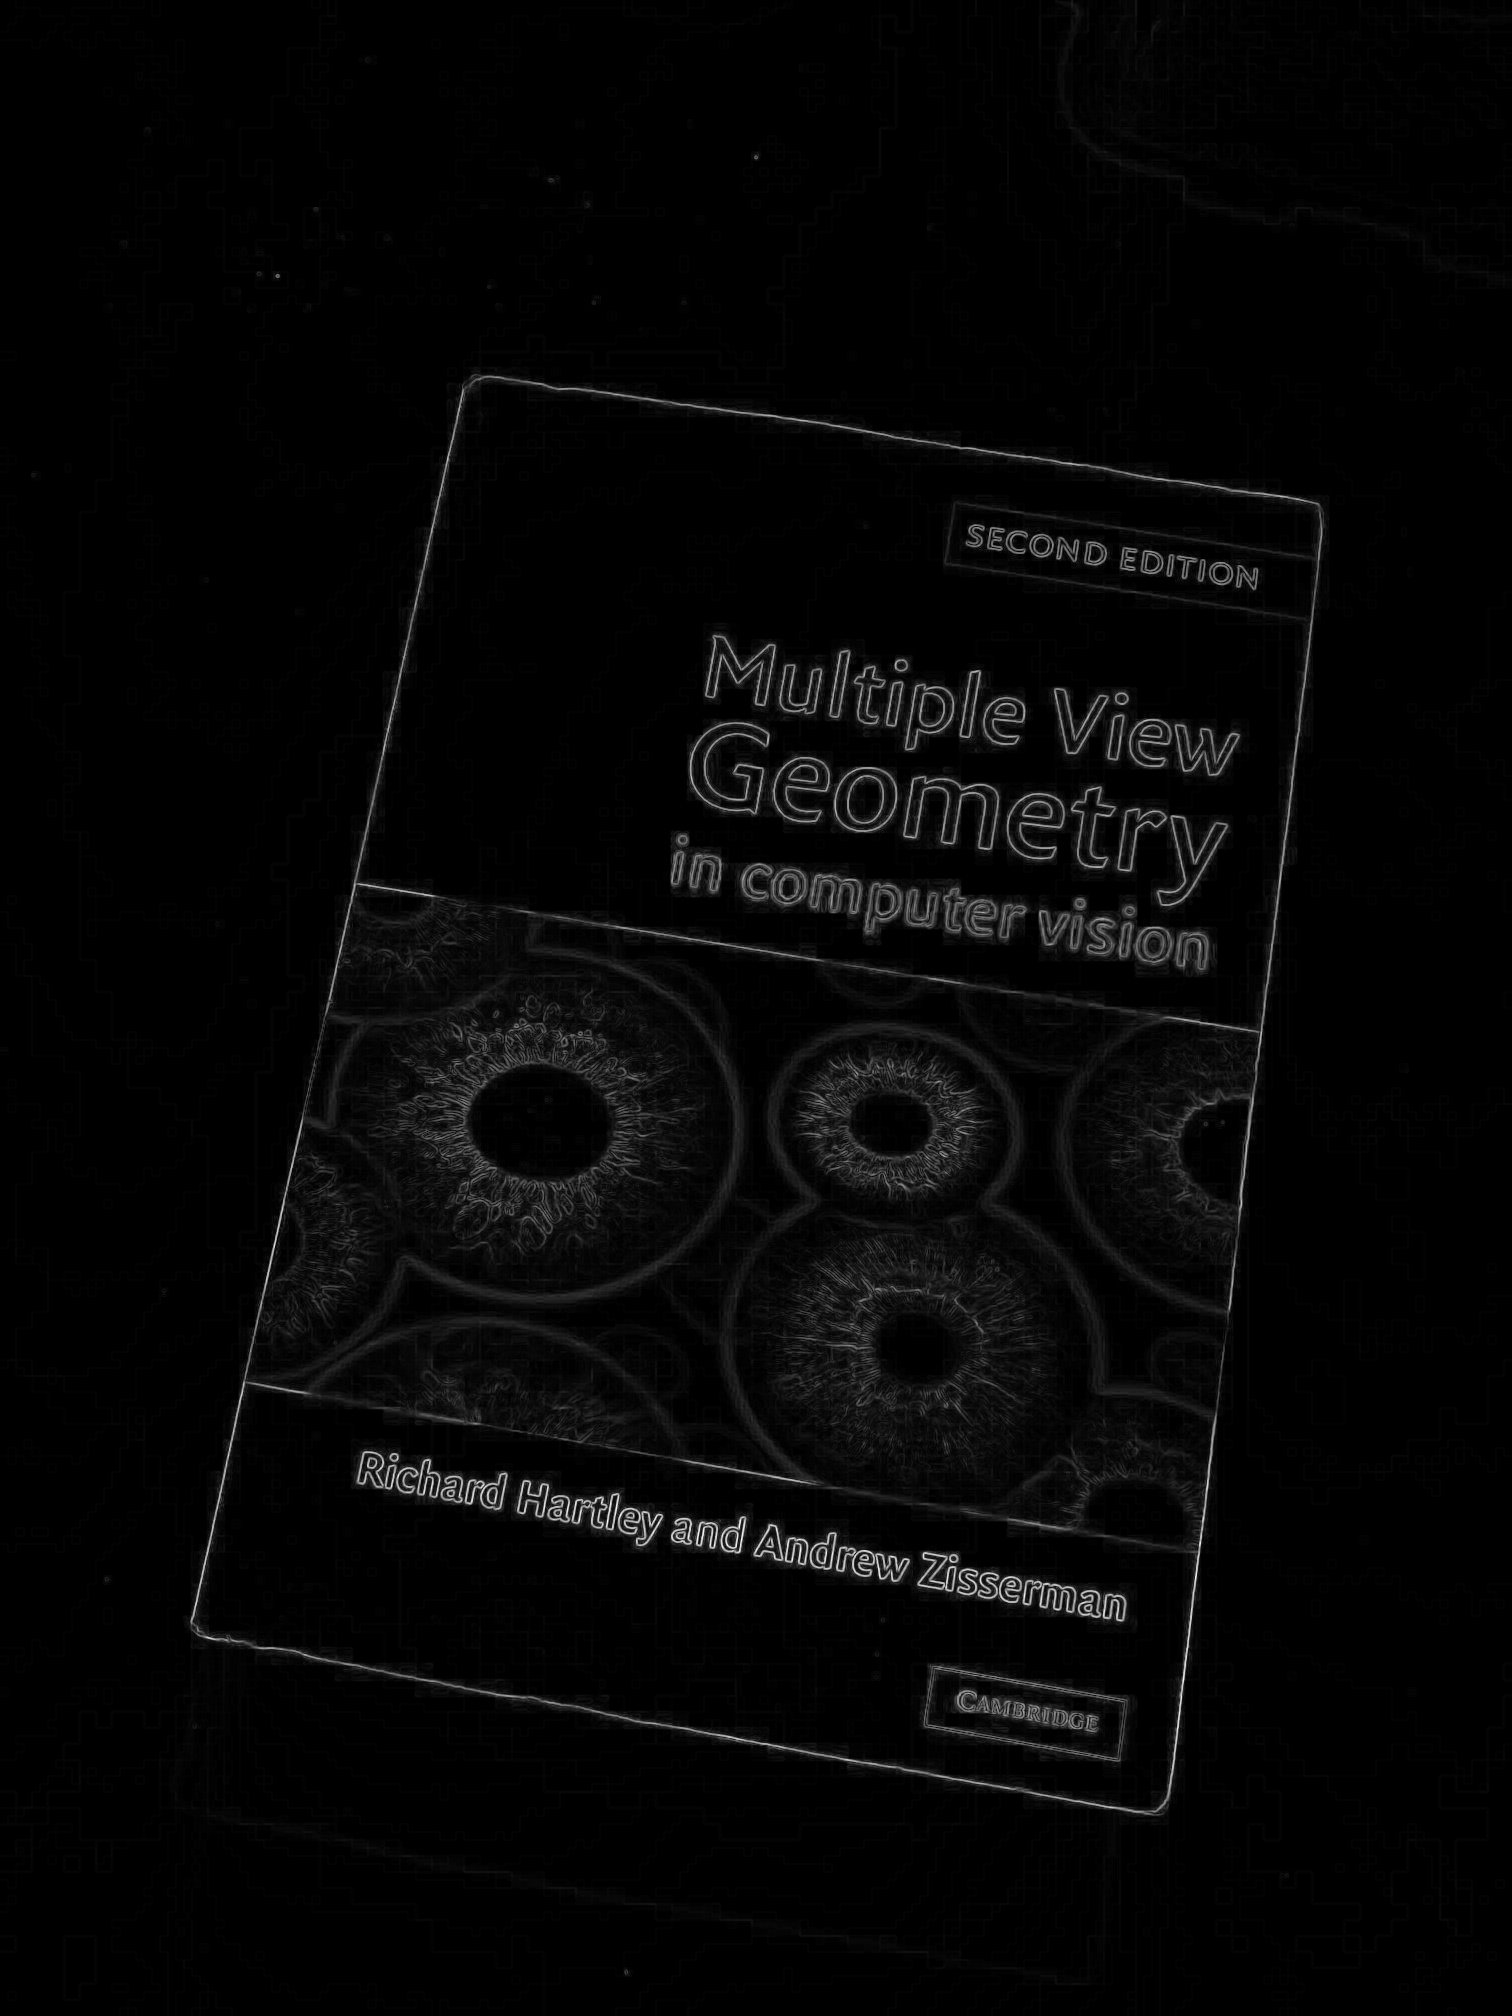 SECOND EDITION
Multiple View
Geometry
in computer vision
Richard Hartley and Andrew Zisserman
CAMBRIDGE